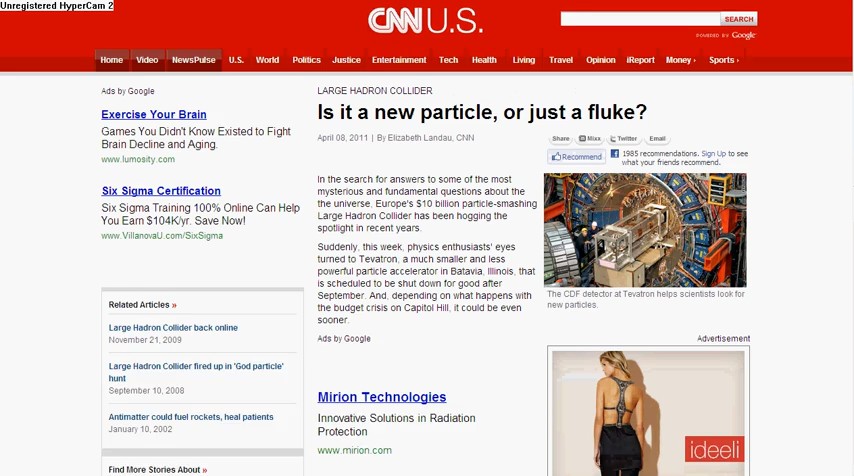 Unregistered HyperCam 2
CNN U.S.
SEARCH
POWERED BY Google
Home Video NewsPulse U.S. World Politics Justice Entertainment Tech Health Living Travel Opinion iReport Money Sports
Ads by Google
Exercise Your Brain
Games You Didn't Know Existed to Fight
Brain Decline and Aging.
www.lumosity.com
Six Sigma Certification
Six Sigma Training 100% Online Can Help
You Earn $104K/yr. Save Now!
www.VillanovaU.com/SixSigma
Related Articles »
Large Hadron Collider back online
November 21, 2009
Large Hadron Collider fired up in 'God particle'
hunt
September 10, 2008
Antimatter could fuel rockets, heal patients
January 10, 2002
Find More Stories About »
LARGE HADRON COLLIDER
Is it a new particle, or just a fluke?
April 08, 2011 | By Elizabeth Landau, CNN
Share Mixx Twitter Email
Recommend 1985 recommendations. Sign Up to see
what your friends recommend.
In the search for answers to some of the most
mysterious and fundamental questions about the
the universe, Europe's $10 billion particle-smashing
Large Hadron Collider has been hogging the
spotlight in recent years.
Suddenly, this week, physics enthusiasts' eyes
turned to Tevatron, a much smaller and less
powerful particle accelerator in Batavia, Illinois, that
is scheduled to be shut down for good after
September. And, depending on what happens with
the budget crisis on Capitol Hill, it could be even
sooner.
The CDF detector at Tevatron helps scientists look for
new particles.
Ads by Google
Mirion Technologies
Innovative Solutions in Radiation
Protection
www.mirion.com
Advertisement
ideeli